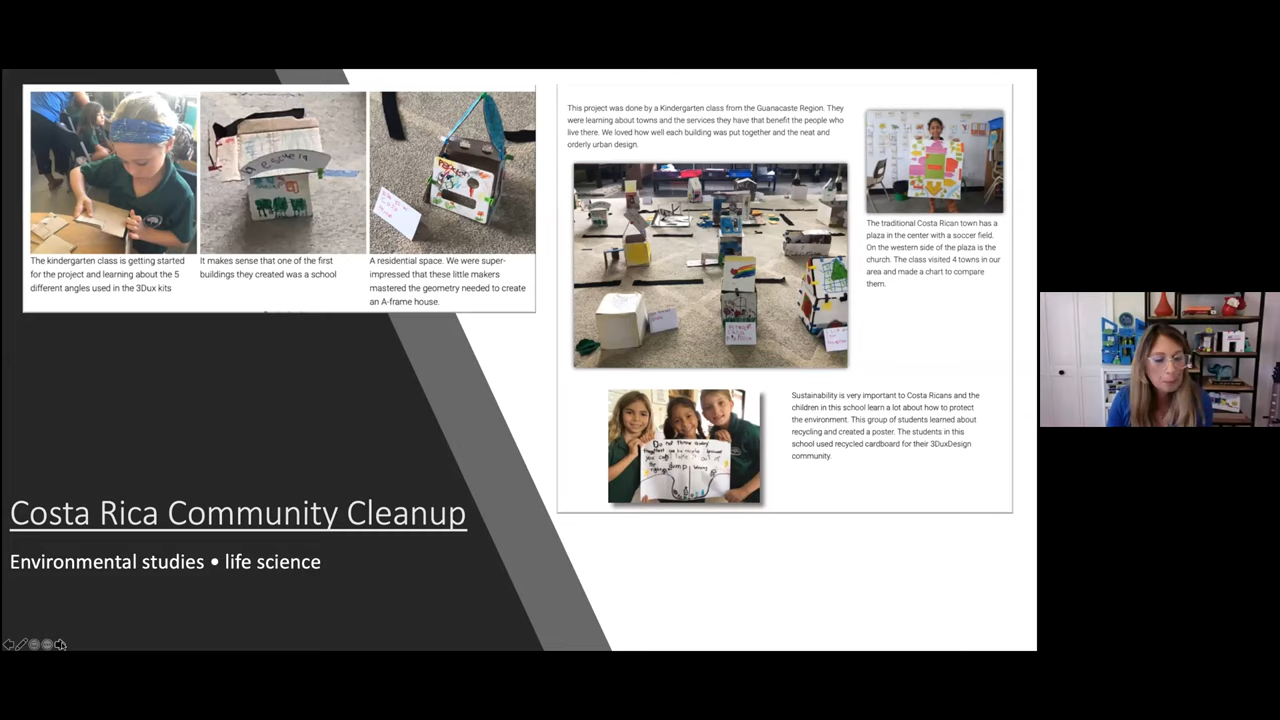 The kindergarten class is getting started
for the project and learning about the 5
different angles used in the 3Dux kits
It makes sense that one of the first
buildings they created was a school
A residential space. We were super-
impressed that these little makers
mastered the geometry needed to create
an A-frame house.
This project was done by a Kindergarten class from the Guanacaste Region. They
were learning about towns and the services they have that benefit the people who
live there. We loved how well each building was put together and the neat and
orderly urban design.
The traditional Costa Rican town has a
plaza in the center with a soccer field.
On the western side of the plaza is the
church. The class visited 4 towns in our
area and made a chart to compare
them.
Do not throw away
Sustainability is very important to Costa Ricans and the
children in this school learn a lot about how to protect
the environment. This group of students learned about
recycling and created a poster. The students in this
school used recycled cardboard for their 3DuxDesign
community.
Costa Rica Community Cleanup
Environmental studies • life science